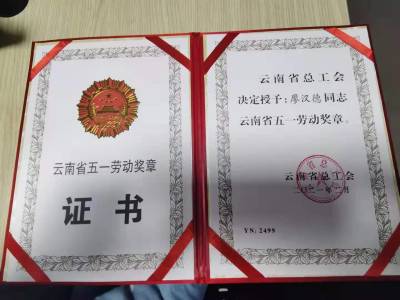 云南省五一劳动奖章
证书
云南省总工会
决定授予:廖汉德同志
云南省五一劳动奖章。
云南省总工会
YN:2498